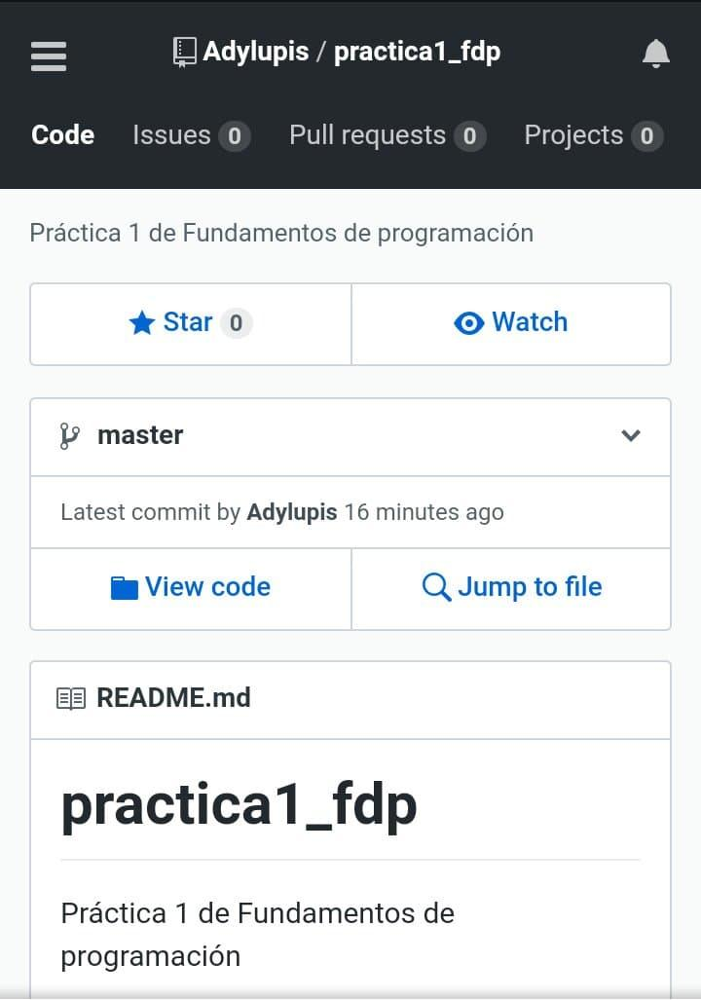 Adylupis / practica1_fdp
Code Issues 0 Pull requests 0 Projects 0
Práctica 1 de Fundamentos de programación
Star 0 Watch
master
Latest commit by Adylupis 16 minutes ago
View code Jump to file
README.md
practica1_fdp
Práctica 1 de Fundamentos de
programación